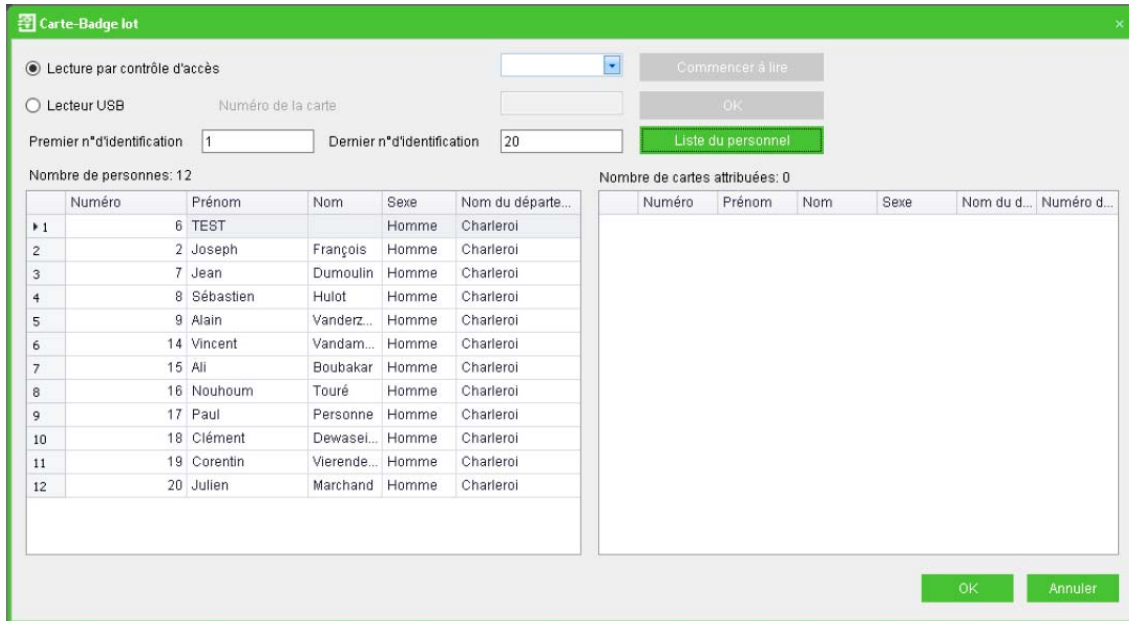 Carte-Badge lot
Lecture par contrôle d'accès Commencer à lire
Lecteur USB Numéro de la carte OK
Premier n°d'identification 1 Dernier n°d'identification 20 Liste du personnel
Nombre de personnes: 12 Nombre de cartes attribuées: 0
Numéro Prénom Nom Sexe Nom du départe... Numéro Prénom Nom Sexe Nom du d... Numéro d...
1 6 TEST Homme Charleroi
2 2 Joseph François Homme Charleroi
3 7 Jean Dumoulin Homme Charleroi
4 8 Sébastien Hulot Homme Charleroi
5 9 Alain Vanderz... Homme Charleroi
6 14 Vincent Vandam... Homme Charleroi
7 15 Ali Boubakar Homme Charleroi
8 16 Nouhoum Touré Homme Charleroi
9 17 Paul Personne Homme Charleroi
10 18 Clément Dewasei... Homme Charleroi
11 19 Corentin Vierende... Homme Charleroi
12 20 Julien Marchand Homme Charleroi
OK Annuler